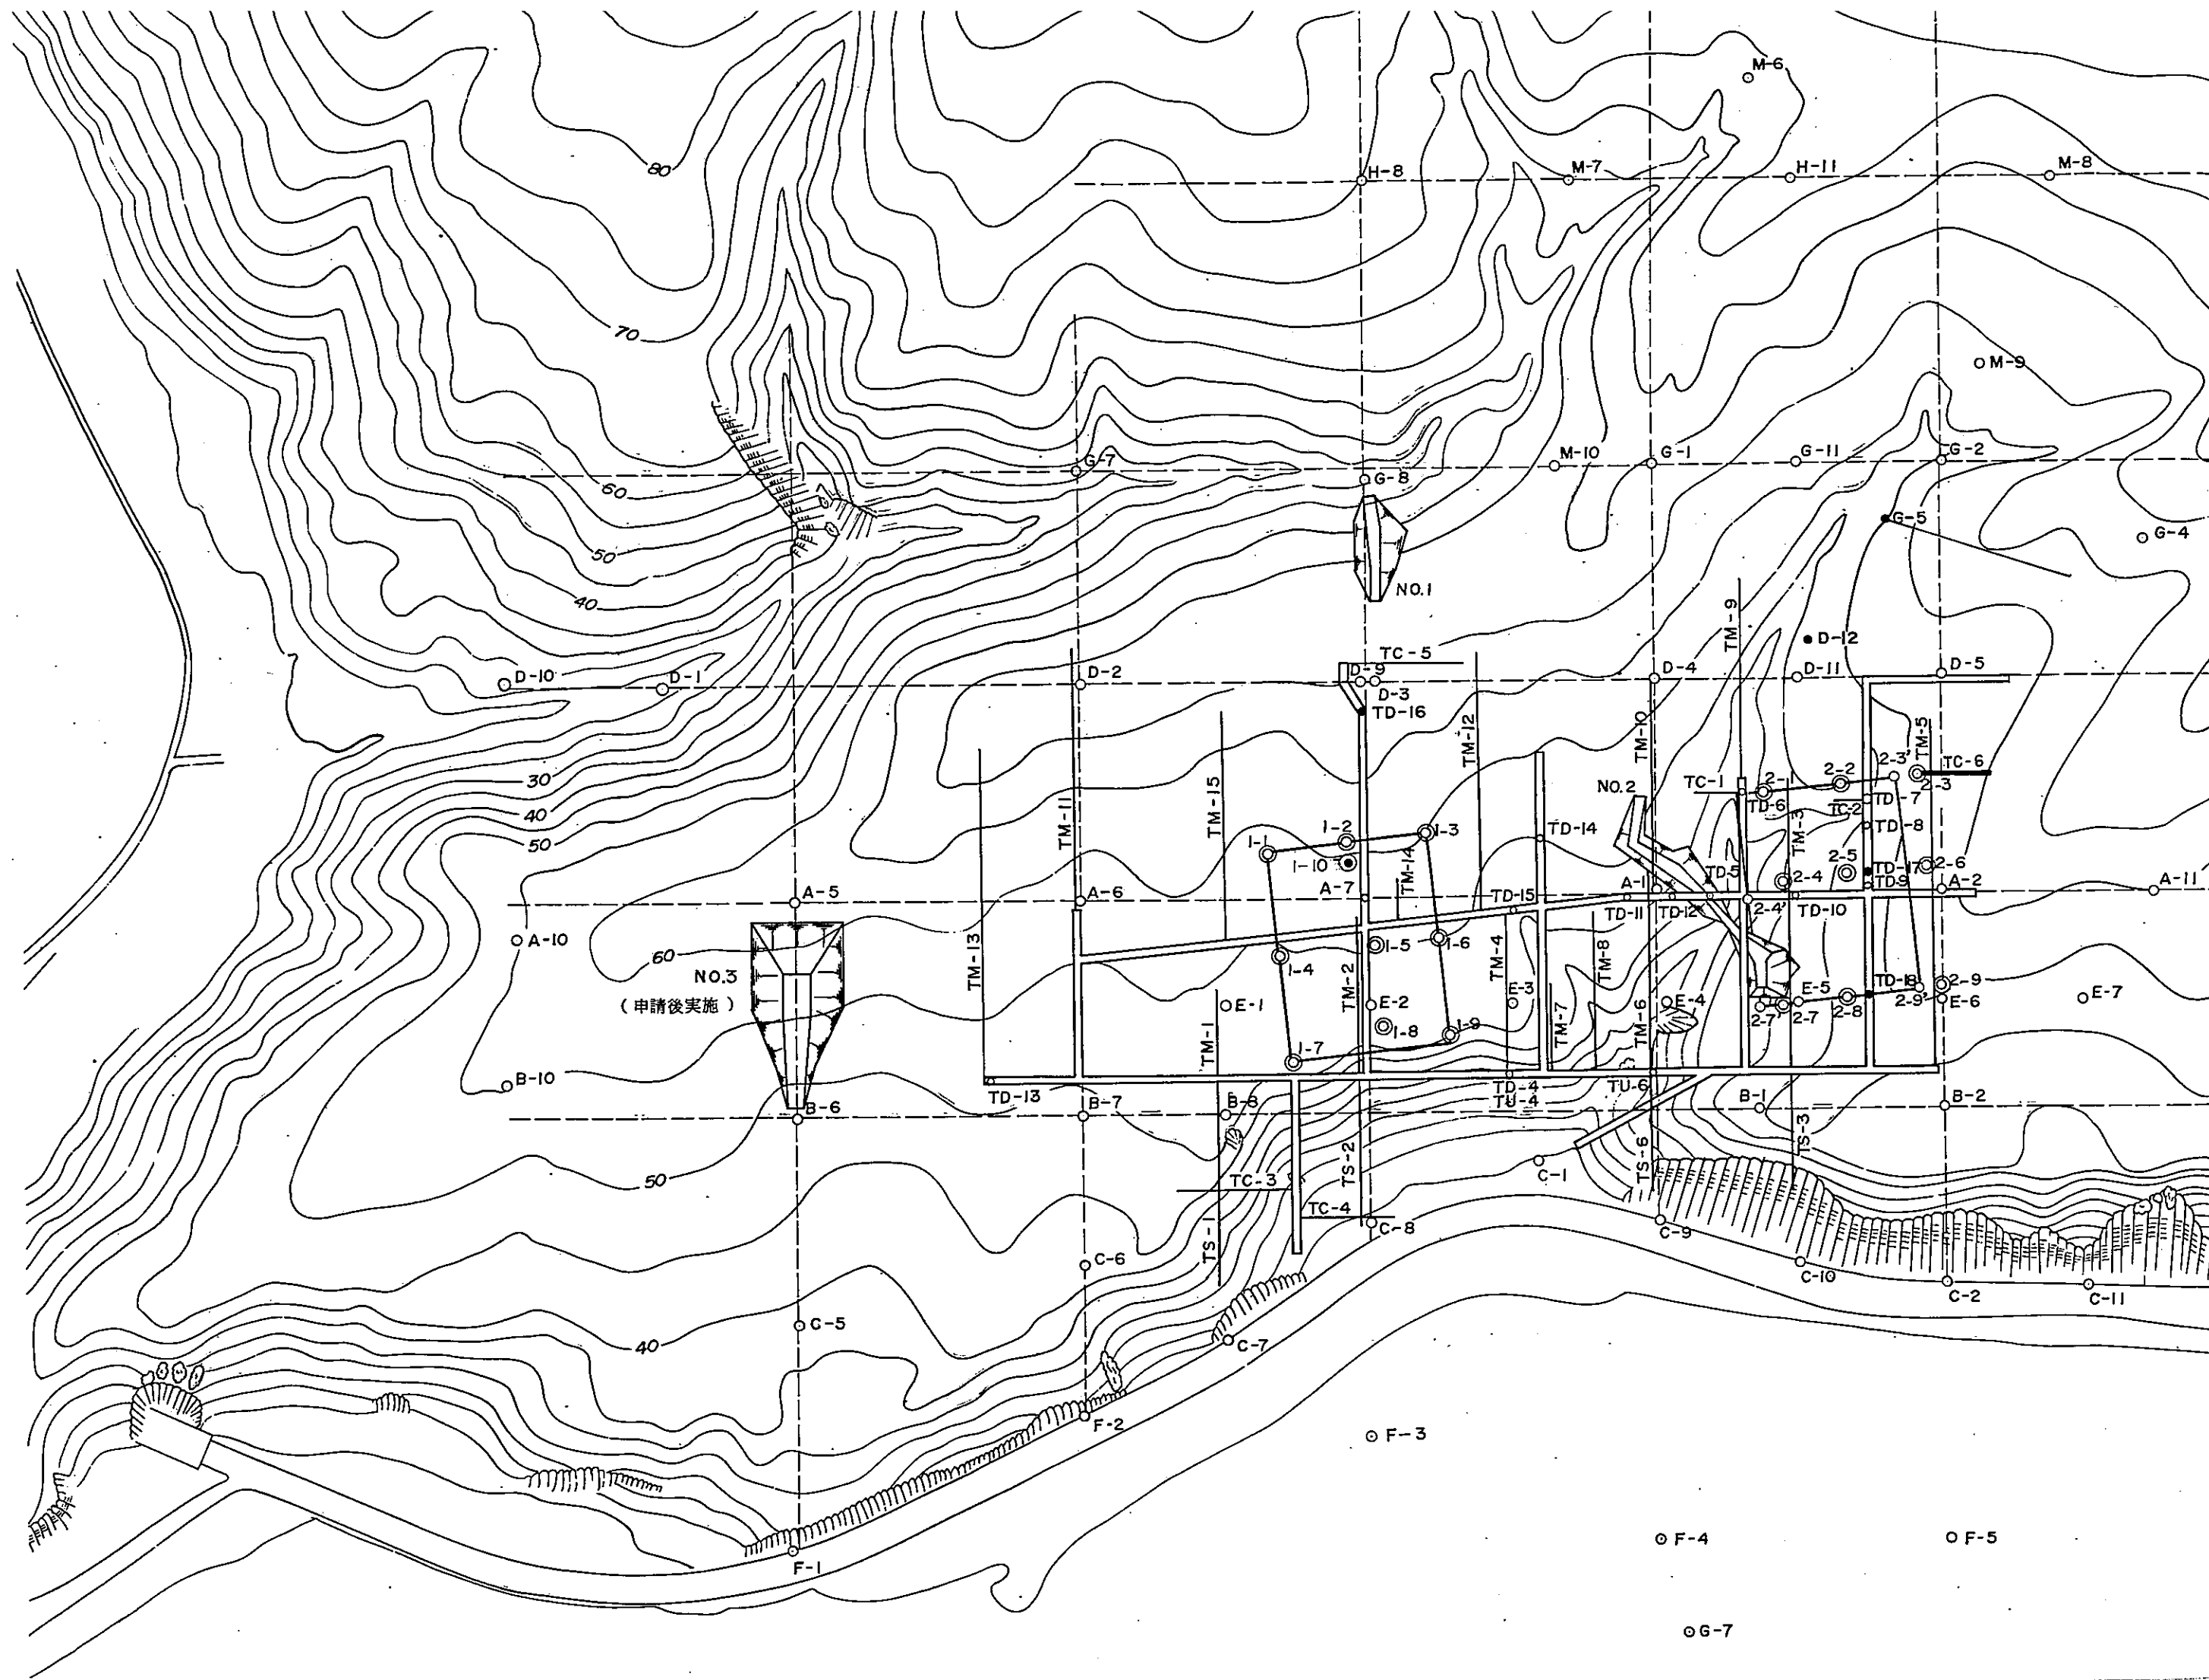 M-6
80
H-8
M-7
H-11
M-8
70
M-9
G-7
G-8
M-10
G-1
G-11
G-2
60
50
40
G-5
G-4
NO.1
TM-9
D-12
D-10
D-1
D-2
TC-5
D-9
D-3
TD-16
D-4
D-11
D-5
TM-12
TM-10
TM-5
30
40
50
TM-11
TM-15
NO.2
TC-1
2-1
2-2
2-3'
TC-6
2-3
TD-6
TC-2
TD-7
TD-8
TM-3
1-1
1-2
1-3
1-10
TM-14
TD-14
TD-5
2-4
2-5
TD-17
2-6
TD-9
A-5
A-6
A-7
TD-15
A-1
TD-11
TD-12
2-4'
TD-10
A-2
A-11
A-10
60
TM-13
NO.3
(申請後実施)
1-4
1-5
1-6
TM-2
TM-4
TM-8
E-1
E-2
E-3
E-4
E-5
TD-18
2-9
2-9'
E-6
E-7
2-7'
2-7
2-8
1-7
1-8
1-9
TM-1
TM-7
TM-6
B-10
TD-13
TD-4
TU-4
TU-6
B-6
B-7
B-8
B-1
B-2
50
TS-2
TS-6
TS-3
C-1
TC-3
TC-4
TS-1
C-8
C-9
C-6
C-10
C-2
C-11
C-5
40
C-7
F-2
F-3
F-1
F-4
F-5
G-7